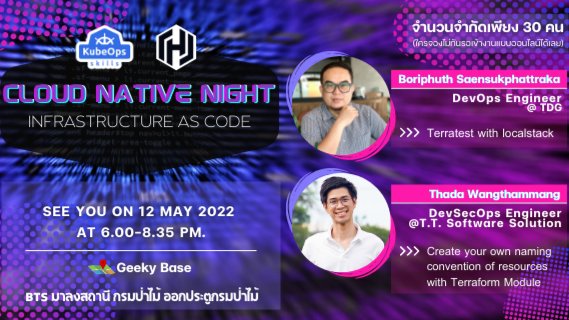 KubeOps
skills
CLOUD NATIVE NIGHT
INFRASTRUCTURE AS CODE
SEE YOU ON 12 MAY 2022
AT 6.00-8.35 PM.
Geeky Base
BTS มาลงสถานี กรมป่าไม้ ออกประตูกรมป่าไม้
จำนวนจำกัดเพียง 30 คน
(ใครจองไม่ทันรอเข้างานแบบออนไลน์ได้เลย)
Boriphuth Saensukphattraka
DevOps Engineer
@ TDG
>>> Terratest with localstack
Thada Wangthammang
DevSecOps Engineer
@T.T. Software Solution
>>> Create your own naming
convention of resources
with Terraform Module